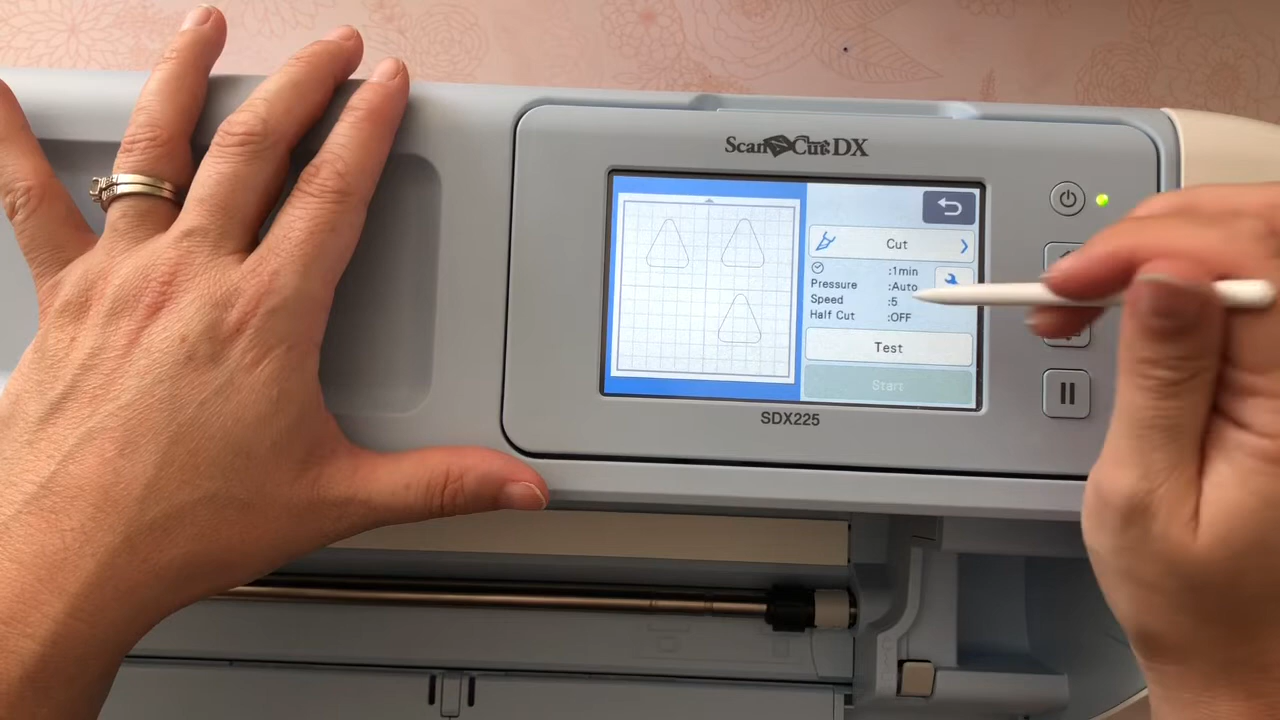 ScanNCut DX
Cut
:1min
Pressure :Auto
Speed :5
Half Cut :OFF
Test
Start
SDX225